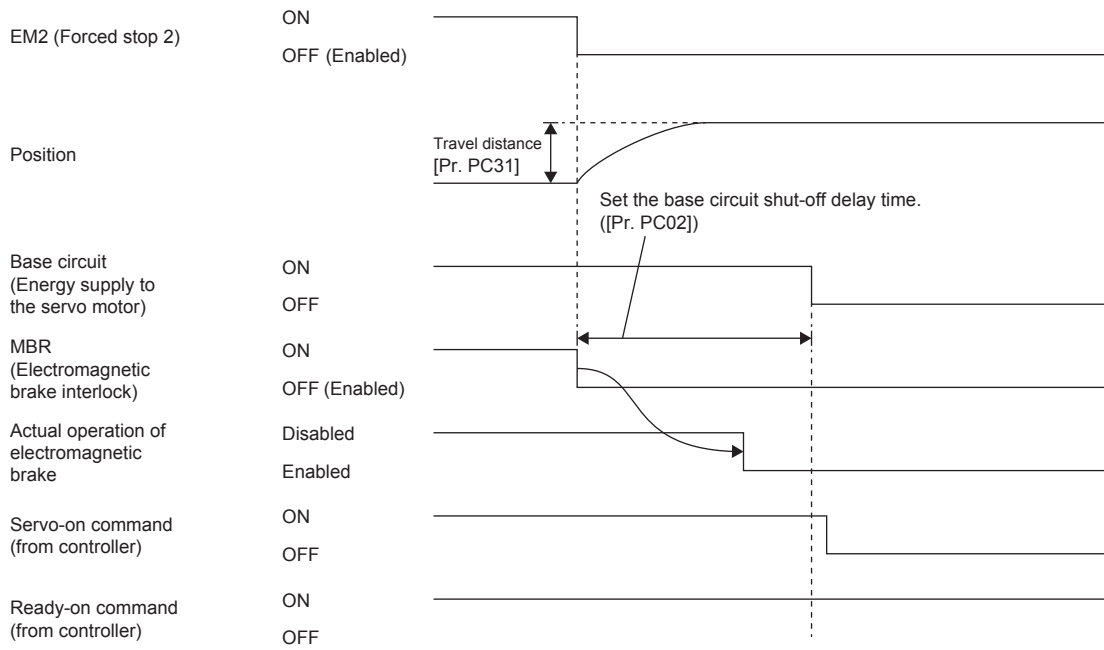 EM2 (Forced stop 2)
ON
OFF (Enabled)
Position
Travel distance
[Pr. PC31]
Set the base circuit shut-off delay time.
([Pr. PC02])
Base circuit
(Energy supply to
the servo motor)
ON
OFF
MBR
(Electromagnetic
brake interlock)
ON
OFF (Enabled)
Actual operation of
electromagnetic
brake
Disabled
Enabled
Servo-on command
(from controller)
ON
OFF
Ready-on command
(from controller)
ON
OFF